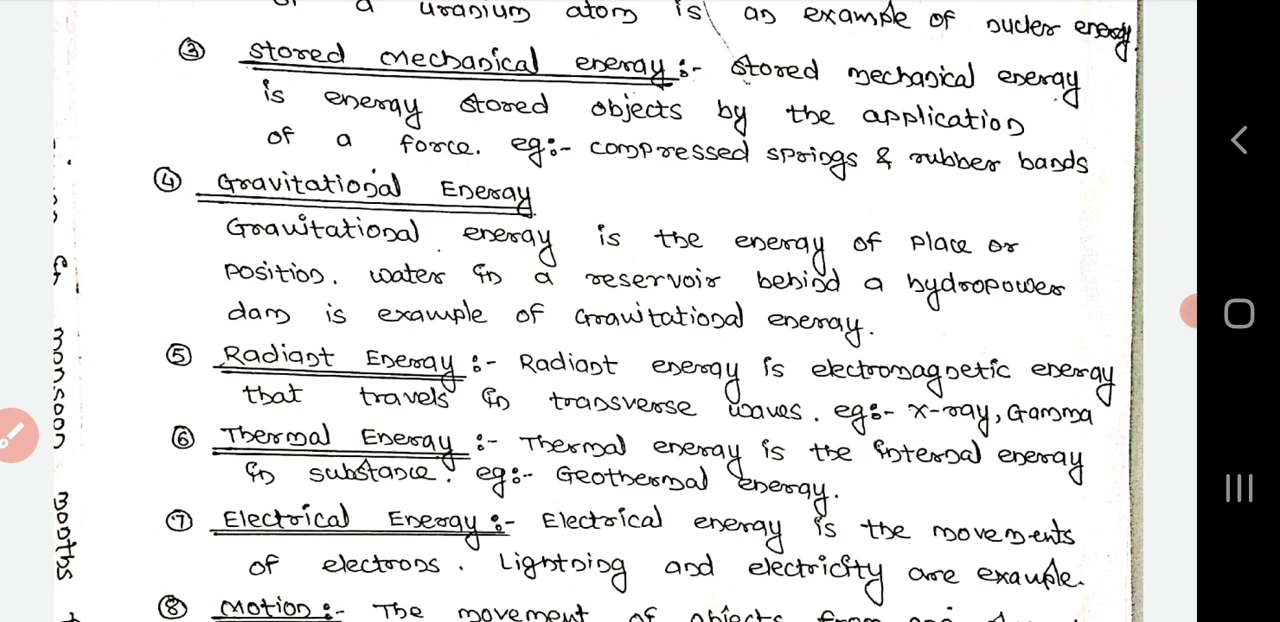 a uranium atom is an example of nucler energy.
③ Stored mechanical energy :- Stored mechanical energy
is energy stored objects by the application
of a force. eg:- compressed springs & rubber bands
④ Gravitational Energy
Gravitational energy is the energy of place or
position. water in a reservoir behind a hydropower
dam is example of Gravitational energy.
⑤ Radiant Energy :- Radiant energy is electromagnetic energy
that travels in transverse waves. eg:- x-ray, Gamma
⑥ Thermal Energy :- Thermal energy is the internal energy
in substance. eg:- Geothermal energy.
⑦ Electrical Energy :- Electrical energy is the movements
of electrons. Lightning and electricity are example.
⑧ Motion :- The movement of objects from
monsoon months